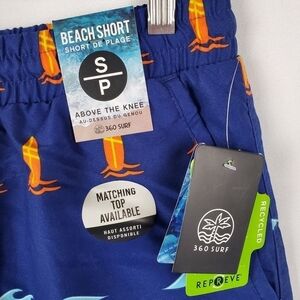 BEACH SHORT
SHORT DE PLAGE
S
P
ABOVE THE KNEE
AU-DESSUS DU GENOU
360 SURF
MATCHING
TOP
AVAILABLE
HAUT ASSORTI
DISPONIBLE
360 SURF
RECYCLED
REPREVE